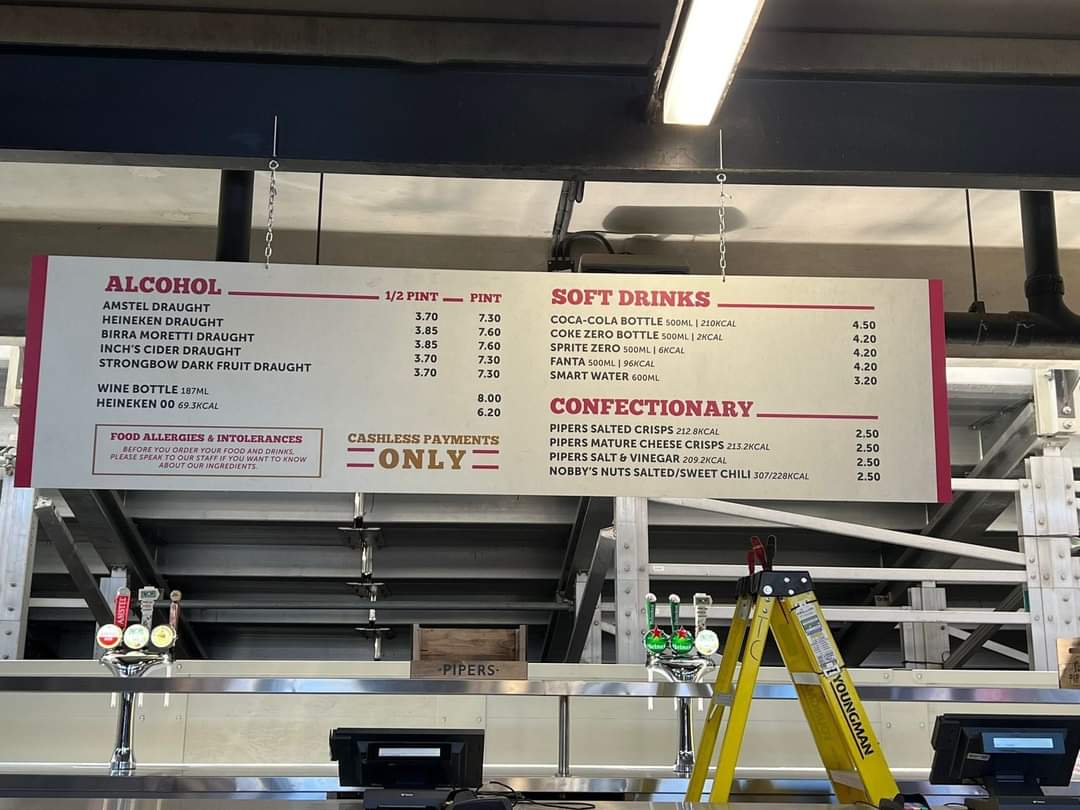 ALCOHOL 1/2 PINT PINT
AMSTEL DRAUGHT 3.70 7.30
HEINEKEN DRAUGHT 3.85 7.60
BIRRA MORETTI DRAUGHT 3.85 7.60
INCH'S CIDER DRAUGHT 3.70 7.30
STRONGBOW DARK FRUIT DRAUGHT 3.70 7.30
WINE BOTTLE 187ML 8.00
HEINEKEN 00 69.3KCAL 6.20
FOOD ALLERGIES & INTOLERANCES
BEFORE YOU ORDER YOUR FOOD AND DRINKS,
PLEASE SPEAK TO OUR STAFF IF YOU WANT TO KNOW
ABOUT OUR INGREDIENTS.
CASHLESS PAYMENTS
ONLY
SOFT DRINKS
COCA-COLA BOTTLE 500ML | 210KCAL 4.50
COKE ZERO BOTTLE 500ML | 2KCAL 4.20
SPRITE ZERO 500ML | 6KCAL 4.20
FANTA 500ML | 96KCAL 4.20
SMART WATER 600ML 3.20
CONFECTIONARY
PIPERS SALTED CRISPS 212.8KCAL 2.50
PIPERS MATURE CHEESE CRISPS 213.2KCAL 2.50
PIPERS SALT & VINEGAR 209.2KCAL 2.50
NOBBY'S NUTS SALTED/SWEET CHILI 307/228KCAL 2.50
AMSTEL
-PIPERS-
YOUNGMAN